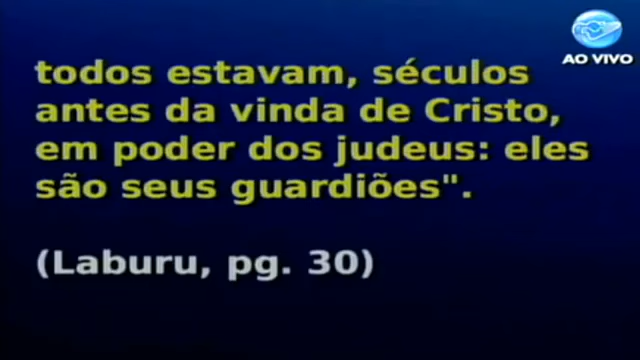 AO VIVO
todos estavam, séculos
antes da vinda de Cristo,
em poder dos judeus: eles
são seus guardiões".
(Laburu, pg. 30)